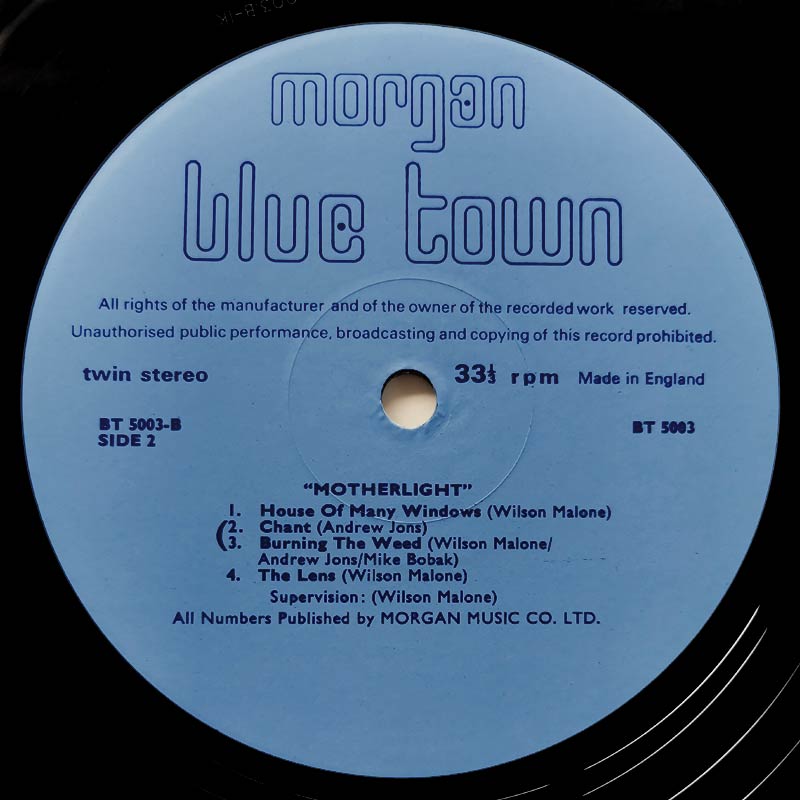 morgan
blue town
All rights of the manufacturer and of the owner of the recorded work reserved.
Unauthorised public performance, broadcasting and copying of this record prohibited.
twin stereo 33⅓ rpm Made in England
BT 5003-B BT 5003
SIDE 2
“MOTHERLIGHT”
1. House Of Many Windows (Wilson Malone)
(2. Chant (Andrew Jons)
3. Burning The Weed (Wilson Malone/
Andrew Jons/Mike Bobak)
4. The Lens (Wilson Malone)
Supervision: (Wilson Malone)
All Numbers Published by MORGAN MUSIC CO. LTD.